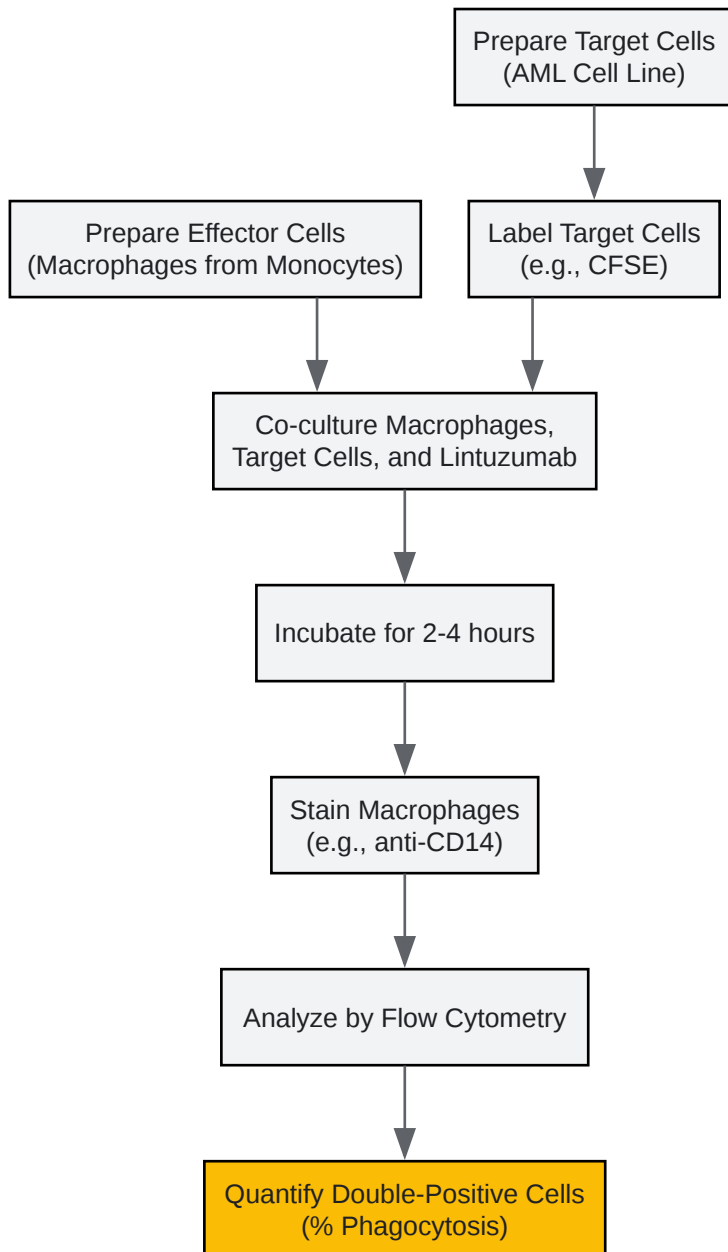 Prepare Target Cells
(AML Cell Line)
Prepare Effector Cells
(Macrophages from Monocytes)
Label Target Cells
(e.g., CFSE)
Co-culture Macrophages,
Target Cells, and Lintuzumab
Incubate for 2-4 hours
Stain Macrophages
(e.g., anti-CD14)
Analyze by Flow Cytometry
Quantify Double-Positive Cells
(% Phagocytosis)